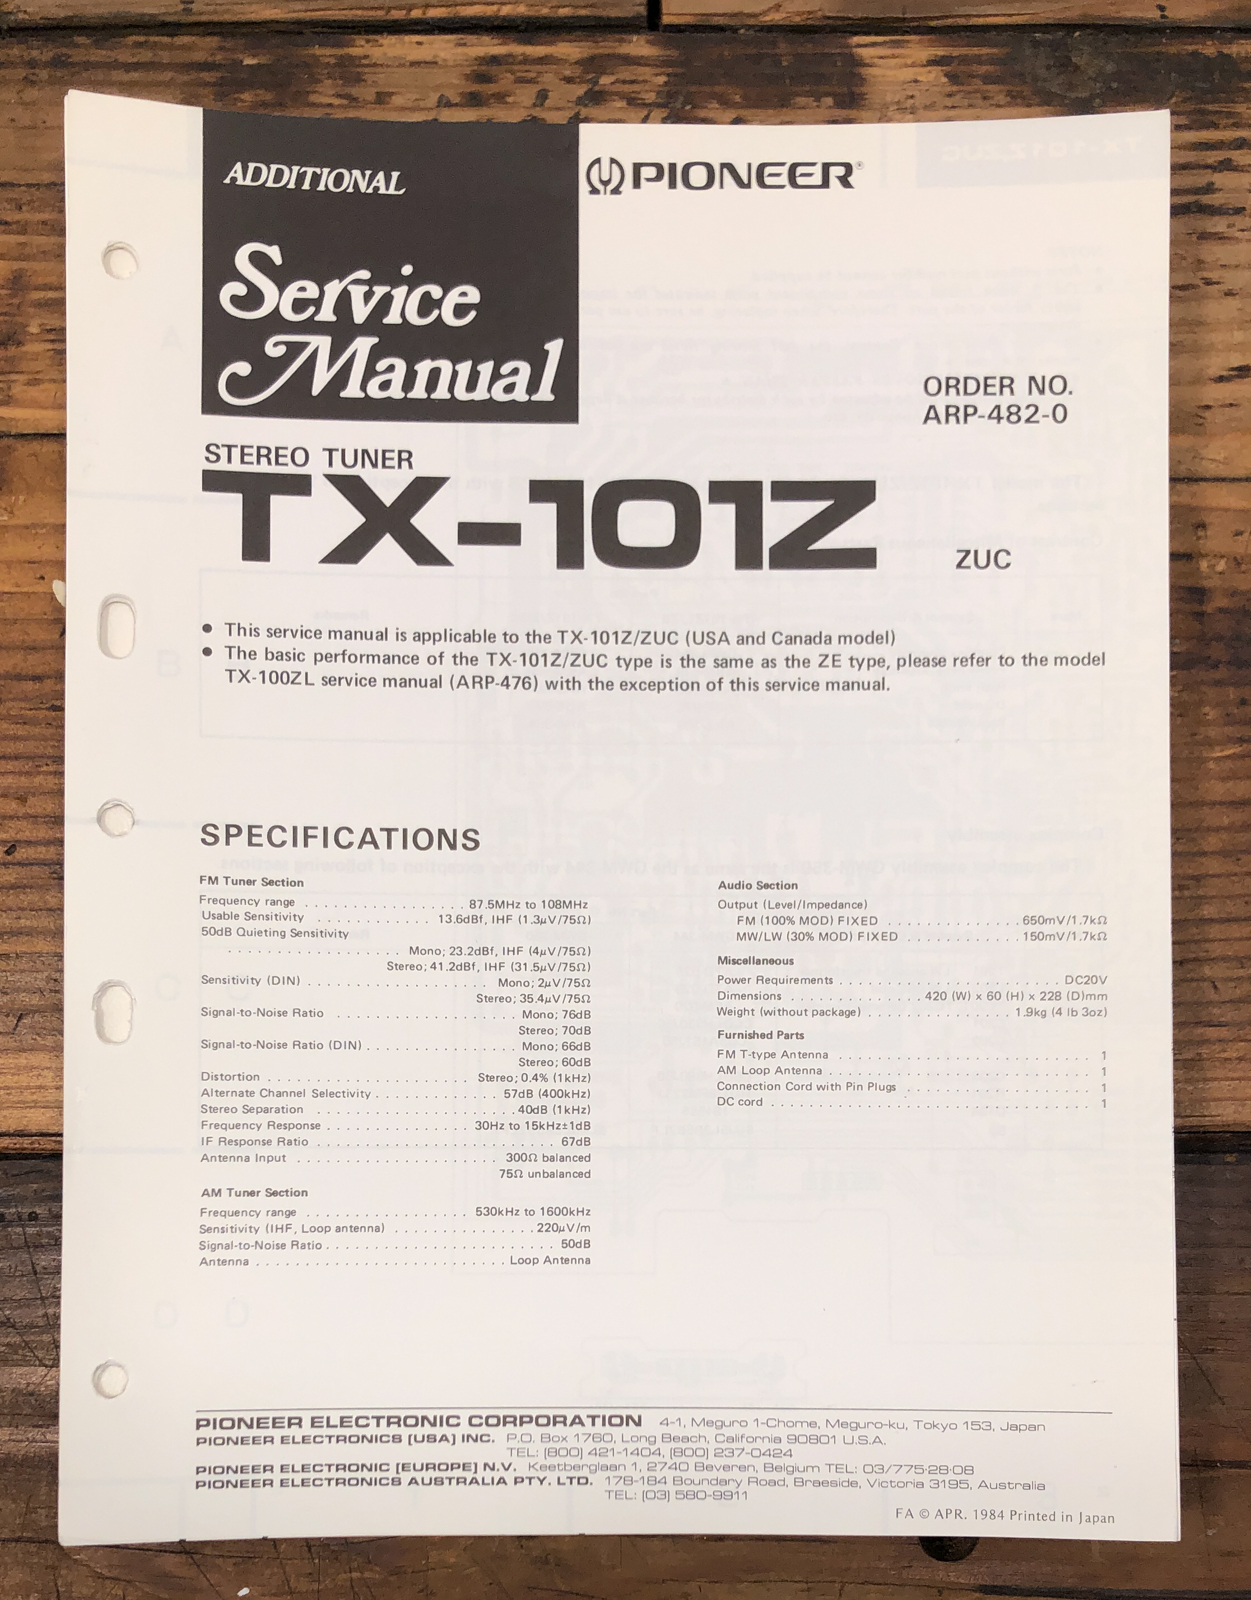 ADDITIONAL
Service
Manual
PIONEER®
ORDER NO.
ARP-482-0
STEREO TUNER
TX-101Z
ZUC
● This service manual is applicable to the TX-101Z/ZUC (USA and Canada model)
● The basic performance of the TX-101Z/ZUC type is the same as the ZE type, please refer to the model
TX-100ZL service manual (ARP-476) with the exception of this service manual.
SPECIFICATIONS
FM Tuner Section
Frequency range . . . . . . . . . . . . . . . . . 87.5MHz to 108MHz
Usable Sensitivity . . . . . . . . . . . 13.6dBf, IHF (1.3μV/75Ω)
50dB Quieting Sensitivity
. . . . . . . . . . . . . . . . . Mono; 23.2dBf, IHF (4μV/75Ω)
Stereo; 41.2dBf, IHF (31.5μV/75Ω)
Sensitivity (DIN) . . . . . . . . . . . . . . . . . . . Mono; 2μV/75Ω
Stereo; 35.4μV/75Ω
Signal-to-Noise Ratio . . . . . . . . . . . . . . . . . . . Mono; 76dB
Stereo; 70dB
Signal-to-Noise Ratio (DIN) . . . . . . . . . . . . . . . . Mono; 66dB
Stereo; 60dB
Distortion . . . . . . . . . . . . . . . . . . . . . Stereo; 0.4% (1kHz)
Alternate Channel Selectivity . . . . . . . . . . . . . 57dB (400kHz)
Stereo Separation . . . . . . . . . . . . . . . . . . . . 40dB (1kHz)
Frequency Response . . . . . . . . . . . . . . . 30Hz to 15kHz±1dB
IF Response Ratio . . . . . . . . . . . . . . . . . . . . . . . . 67dB
Antenna Input . . . . . . . . . . . . . . . . . . . . 300Ω balanced
75Ω unbalanced
AM Tuner Section
Frequency range . . . . . . . . . . . . . . . . . 530kHz to 1600kHz
Sensitivity (IHF, Loop antenna) . . . . . . . . . . . . . . 220μV/m
Signal-to-Noise Ratio . . . . . . . . . . . . . . . . . . . . . . . 50dB
Antenna . . . . . . . . . . . . . . . . . . . . . . . . . Loop Antenna
Audio Section
Output (Level/Impedance)
FM (100% MOD) FIXED . . . . . . . . . . . . . . 650mV/1.7kΩ
MW/LW (30% MOD) FIXED . . . . . . . . . . . . 150mV/1.7kΩ
Miscellaneous
Power Requirements . . . . . . . . . . . . . . . . . . . . . . DC20V
Dimensions . . . . . . . . . . . . . 420 (W) x 60 (H) x 228 (D)mm
Weight (without package) . . . . . . . . . . . . . . 1.9kg (4 lb 3oz)
Furnished Parts
FM T-type Antenna . . . . . . . . . . . . . . . . . . . . . . . . . 1
AM Loop Antenna . . . . . . . . . . . . . . . . . . . . . . . . . . 1
Connection Cord with Pin Plugs . . . . . . . . . . . . . . . . . . 1
DC cord . . . . . . . . . . . . . . . . . . . . . . . . . . . . . . . 1
PIONEER ELECTRONIC CORPORATION 4-1, Meguro 1-Chome, Meguro-ku, Tokyo 153, Japan
PIONEER ELECTRONICS [USA] INC. P.O. Box 1760, Long Beach, California 90801 U.S.A.
TEL: (800) 421-1404, (800) 237-0424
PIONEER ELECTRONIC [EUROPE] N.V. Keetberglaan 1, 2740 Beveren, Belgium TEL: 03/775·28·08
PIONEER ELECTRONICS AUSTRALIA PTY. LTD. 178-184 Boundary Road, Braeside, Victoria 3195, Australia
TEL: (03) 580-9911
FA © APR. 1984 Printed in Japan